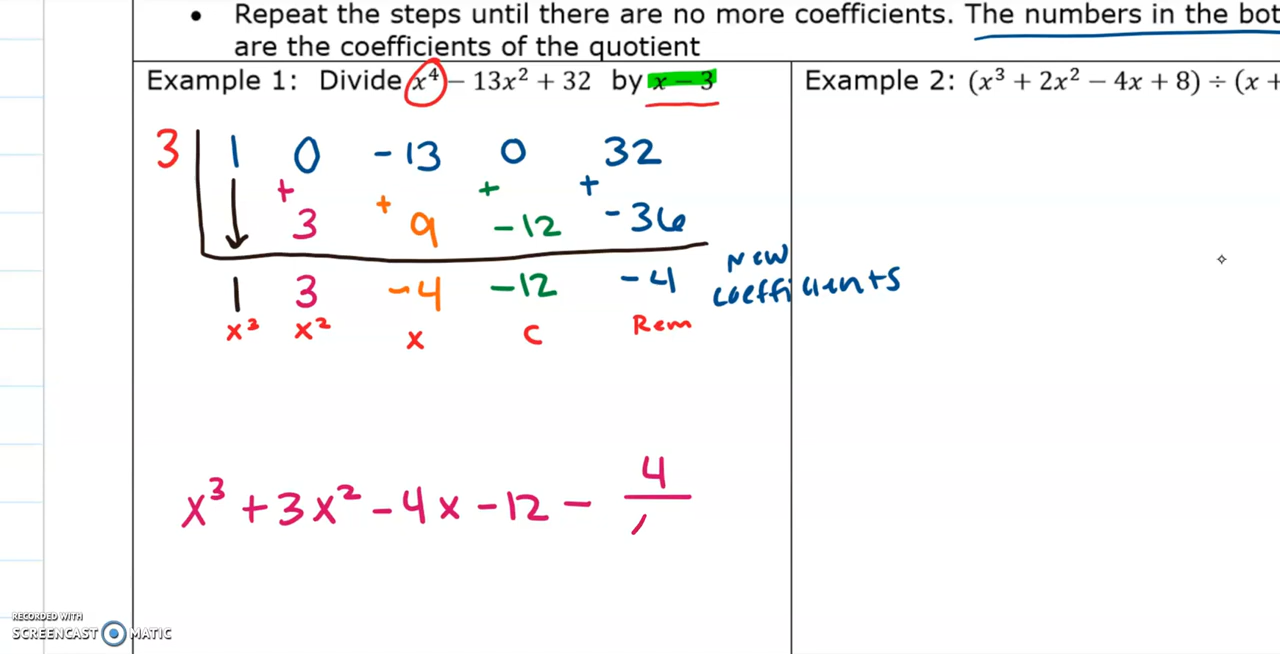 • Repeat the steps until there are no more coefficients. The numbers in the bot
are the coefficients of the quotient
Example 1: Divide x⁴ − 13x² + 32 by x − 3
Example 2: (x³ + 2x² − 4x + 8) ÷ (x +
3 1 0 -13 0 32
+ + + +
3 9 -12 -36
1 3 -4 -12 -4 New coefficients
x³ x² x C Rem
x³ + 3x² - 4x - 12 - 4
RECORDED WITH
SCREENCAST MATIC